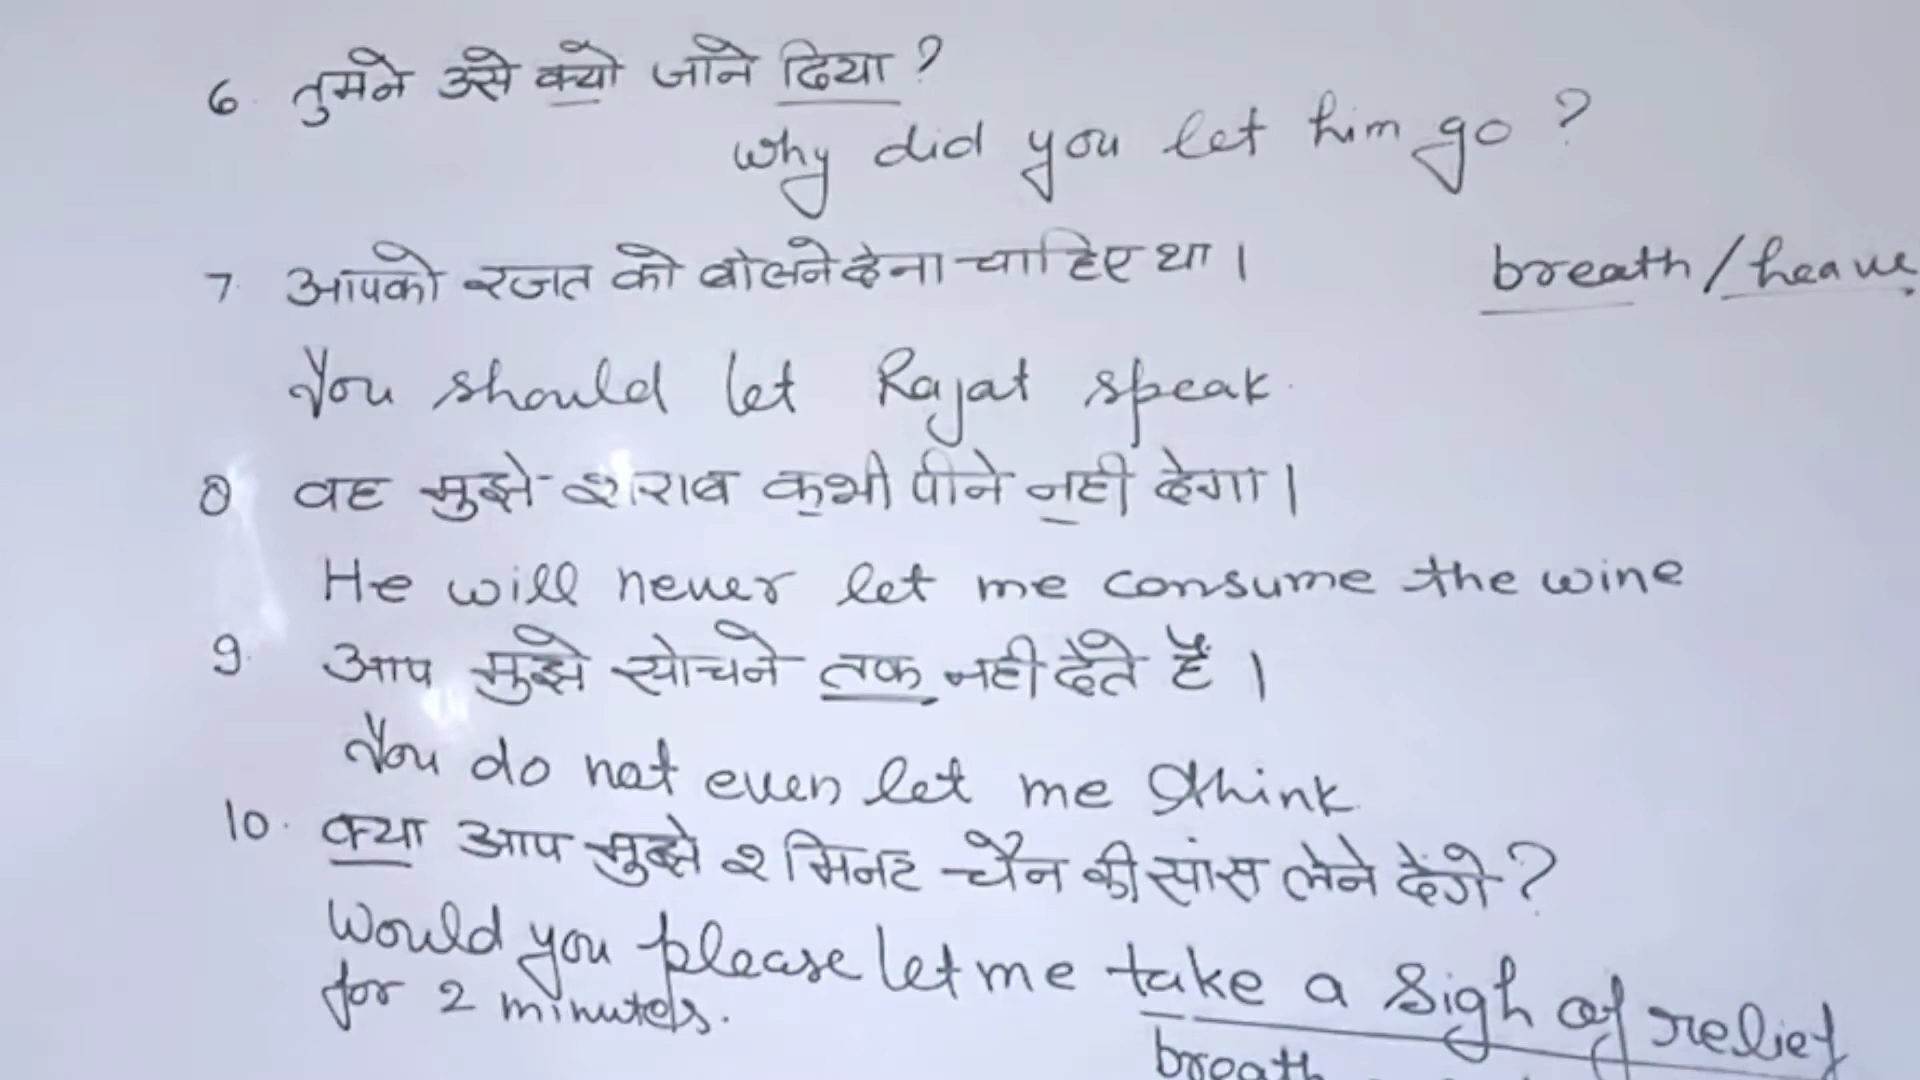 6. तुमने उसे क्यो जाने दिया?
why did you let him go?
7. आपको रजत को बोलने देना चाहिए था।
breath/heave
You should let Rajat speak.
8 वह मुझे शराब कभी पीने नही देगा।
He will never let me consume the wine
9. आप मुझे सोचने तक नही देते हैं।
You do not even let me think
10. क्या आप मुझे २ मिनट चैन की सांस लेने देंगे?
Would you please let me take a sigh of relief
for 2 minutes.
breath